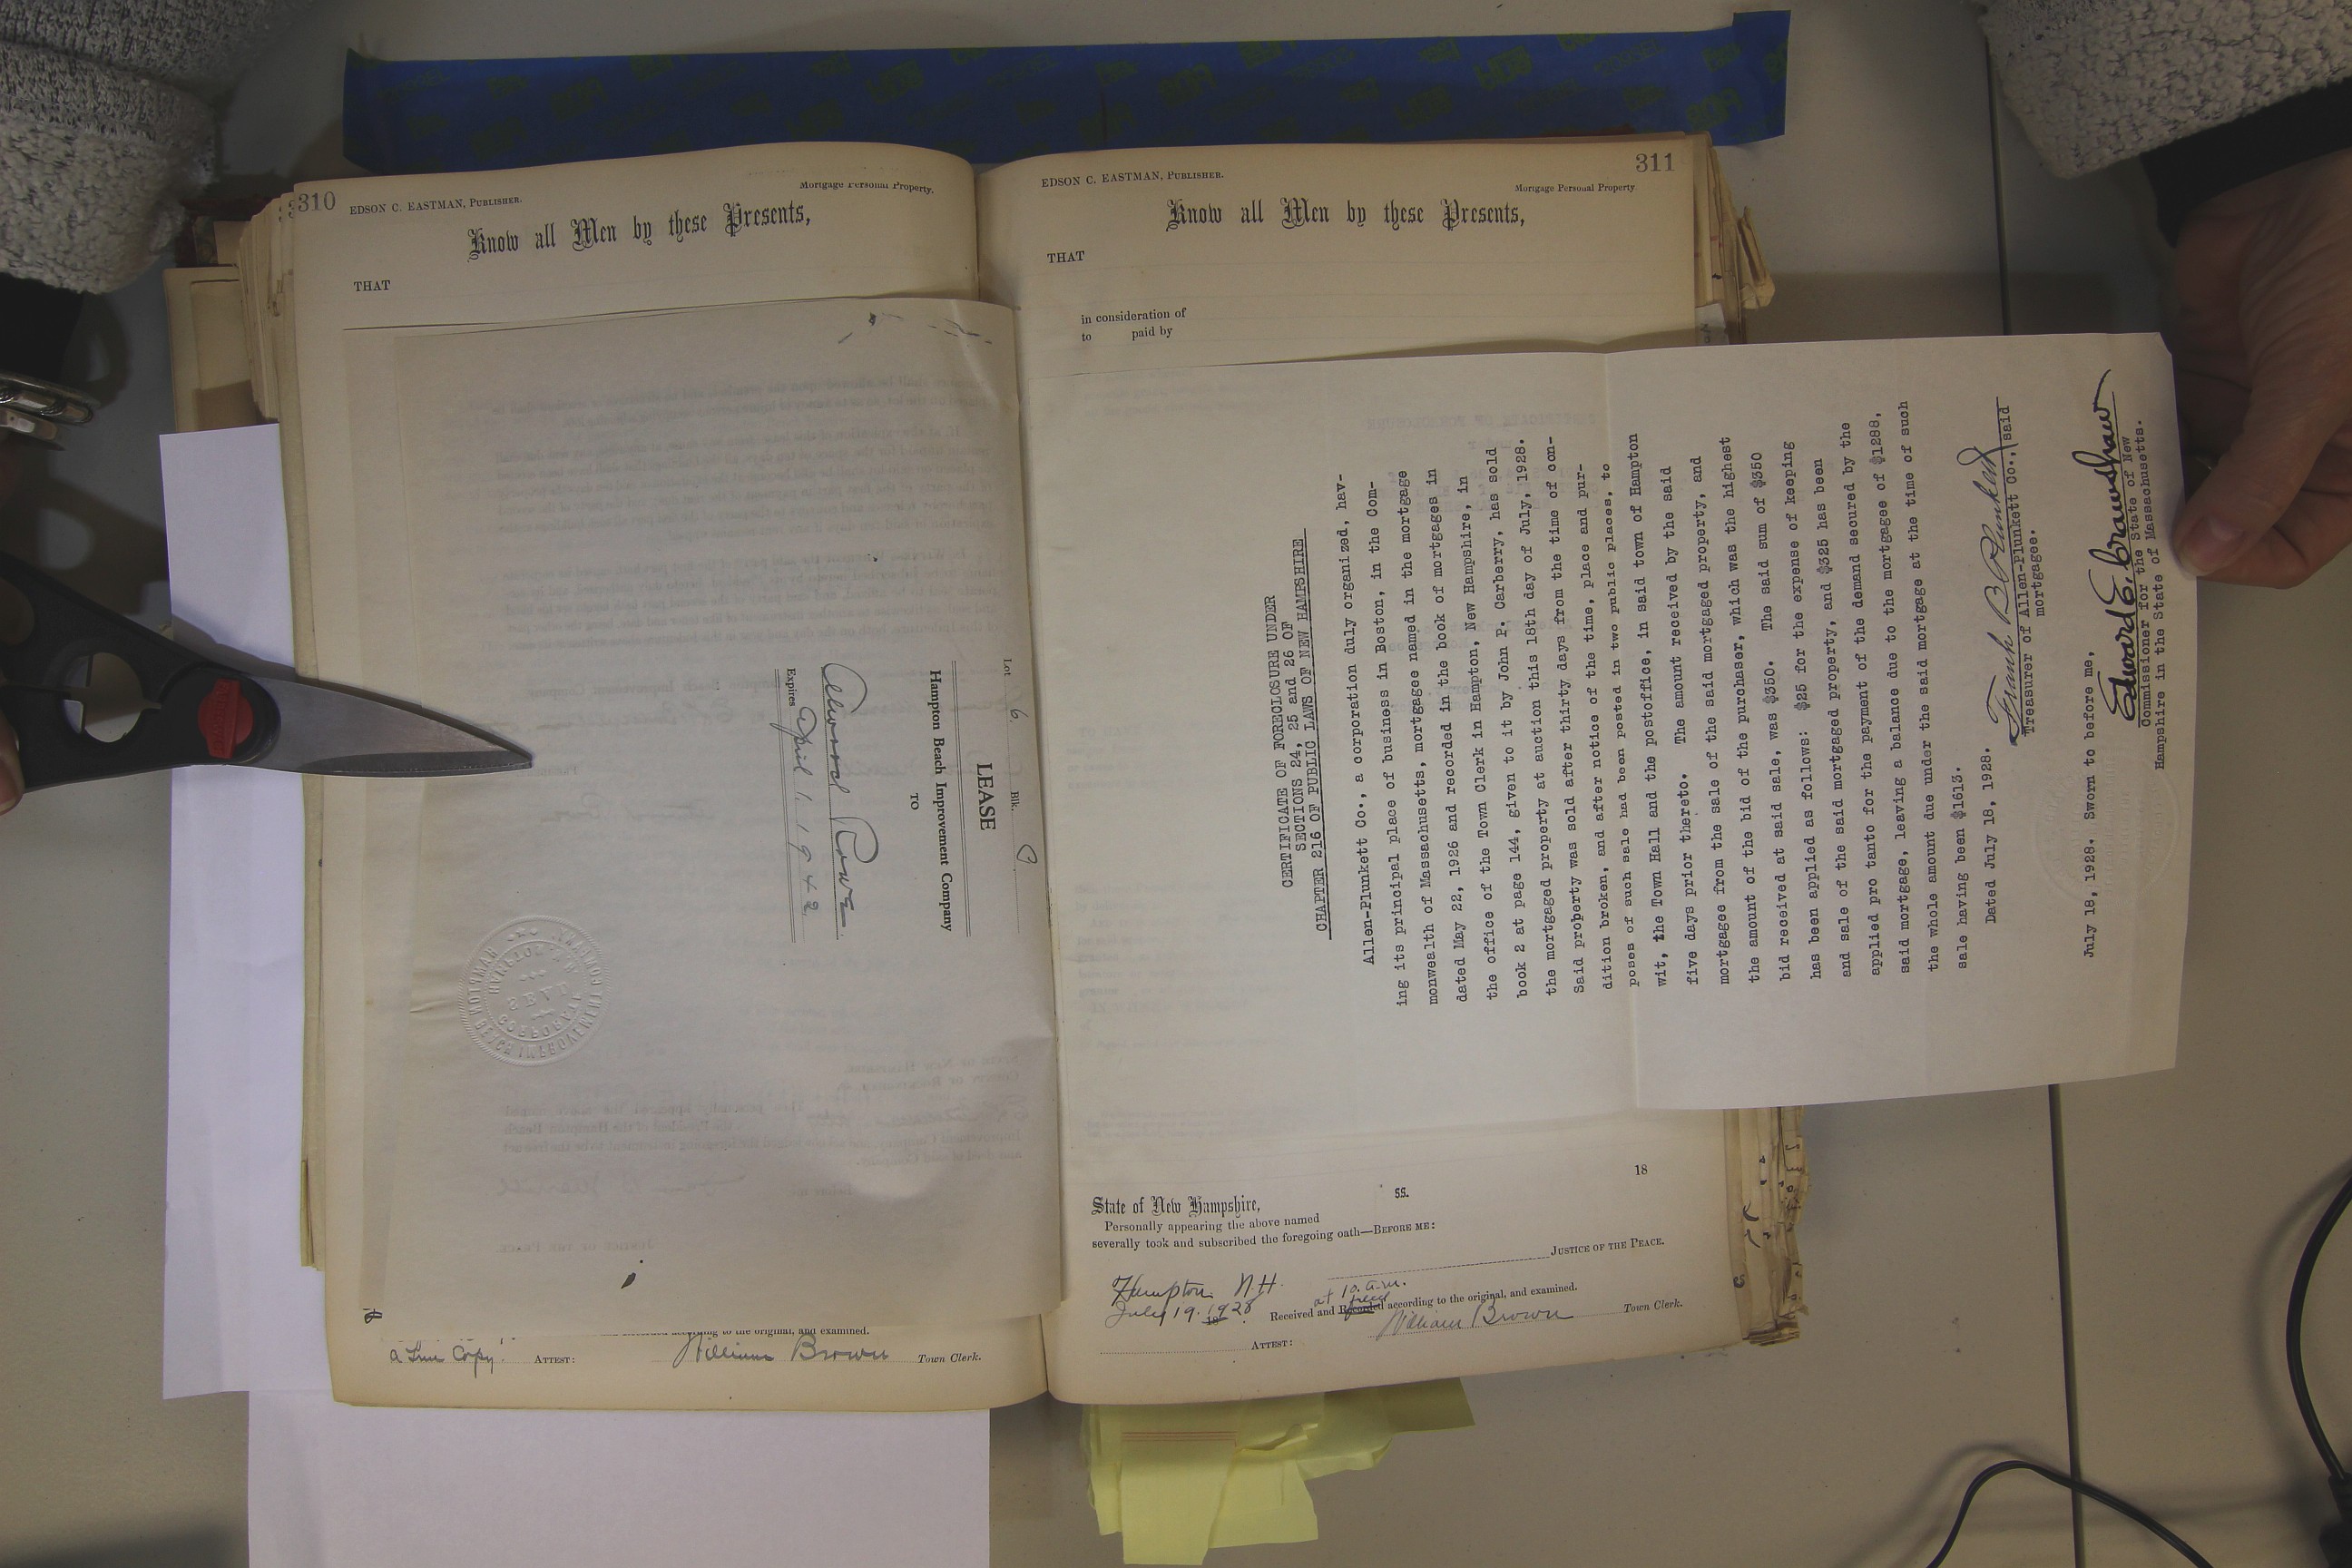 310
EDSON C. EASTMAN, PUBLISHER.
Mortgage Personal Property.
Know all Men by these Presents,
THAT
Lot 6. Blk. C
LEASE
Hampton Beach Improvement Company
TO
Edward Rowe
Expires April 1. 1942
a True Copy.
according to the original, and examined.
ATTEST: William Brown Town Clerk.
311
EDSON C. EASTMAN, PUBLISHER.
Mortgage Personal Property
Know all Men by these Presents,
THAT
in consideration of
to paid by
CERTIFICATE OF FORECLOSURE UNDER
SECTIONS 24, 25 and 26 OF
CHAPTER 216 OF PUBLIC LAWS OF NEW HAMPSHIRE
Allen-Plunkett Co., a corporation duly organized, hav-
ing its principal place of business in Boston, in the Com-
monwealth of Massachusetts, mortgagee named in the mortgage
dated May 22, 1926 and recorded in the book of mortgages in
the office of the Town Clerk in Hampton, New Hampshire, in
book 2 at page 144, given to it by John P. Carberry, has sold
the mortgaged property at auction this 18th day of July, 1928.
Said property was sold after thirty days from the time of con-
dition broken, and after notice of the time, place and pur-
poses of such sale had been posted in two public places, to
wit, the Town Hall and the postoffice, in said town of Hampton
five days prior thereto. The amount received by the said
mortgagee from the sale of the said mortgaged property, and
the amount of the bid of the purchaser, which was the highest
bid received at said sale, was $350. The said sum of $350
has been applied as follows: $25 for the expense of keeping
and sale of the said mortgaged property, and $325 has been
applied pro tanto for the payment of the demand secured by the
said mortgage, leaving a balance due to the mortgagee of $1288,
the whole amount due under the said mortgage at the time of such
sale having been $1613.
Dated July 18, 1928.
Frank B Plunkett
Treasurer of Allen-Plunkett Co., said
mortgagee.
July 18, 1928. Sworn to before me,
Edward E. Crawshaw
Commissioner for the State of New
Hampshire in the State of Massachusetts.
18
State of New Hampshire, ss.
Personally appearing the above named
severally took and subscribed the foregoing oath—BEFORE ME:
JUSTICE OF THE PEACE.
Hampton N.H.
July 19. 1928 at 10 a.m.
Received and filed Recorded according to the original, and examined.
William Brown Town Clerk.
ATTEST: